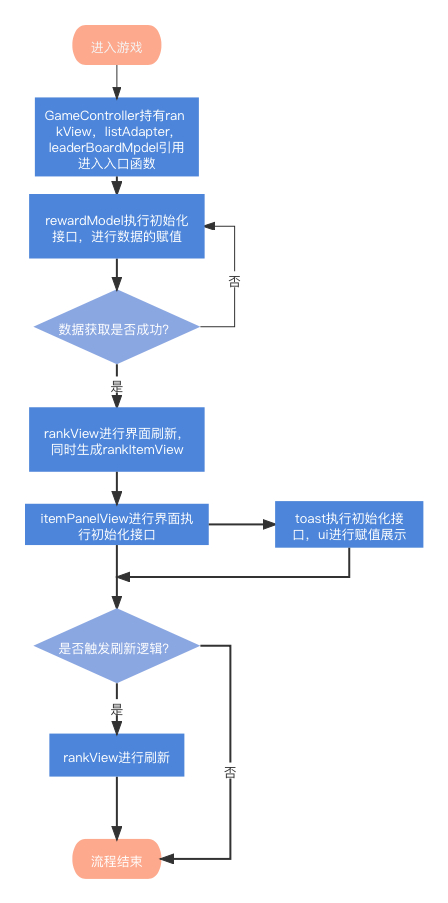 进入游戏
GameController持有ran
kView，listAdapter,
leaderBoardMpdel引用
进入入口函数
rewardModel执行初始化
接口，进行数据的赋值
否
数据获取是否成功?
是
rankView进行界面刷新，
同时生成rankItemView
itemPanelView进行界面执
行初始化接口
toast执行初始化接
口，ui进行赋值展示
是否触发刷新逻辑?
是
rankView进行刷新
否
流程结束